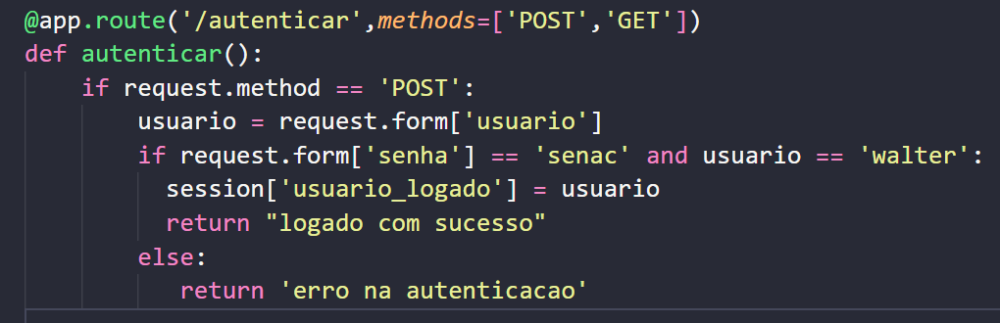 @app.route('/autenticar',methods=['POST','GET'])
def autenticar():
    if request.method == 'POST':
        usuario = request.form['usuario']
        if request.form['senha'] == 'senac' and usuario == 'walter':
          session['usuario_logado'] = usuario
          return "logado com sucesso"
        else:
           return 'erro na autenticacao'